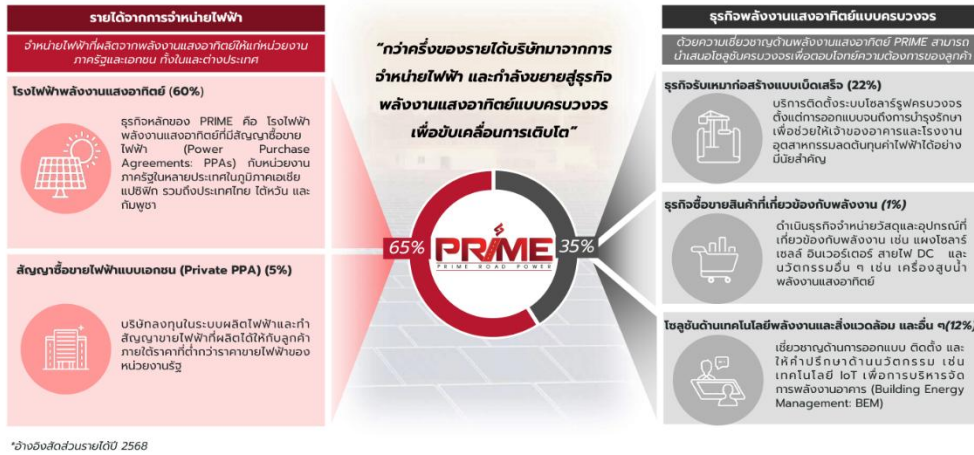 รายได้จากการจำหน่ายไฟฟ้า
จำหน่ายไฟฟ้าที่ผลิตจากพลังงานแสงอาทิตย์ให้แก่หน่วยงาน
ภาครัฐและเอกชน ทั้งในและต่างประเทศ
โรงไฟฟ้าพลังงานแสงอาทิตย์ (60%)
ธุรกิจหลักของ PRIME คือ โรงไฟฟ้า
พลังงานแสงอาทิตย์ที่มีสัญญาซื้อขาย
ไฟฟ้า (Power Purchase
Agreements: PPAs) กับหน่วยงาน
ภาครัฐในหลายประเทศในภูมิภาคเอเชีย
แปซิฟิก รวมถึงประเทศไทย ไต้หวัน และ
กัมพูชา
สัญญาซื้อขายไฟฟ้าแบบเอกชน (Private PPA) (5%)
บริษัทลงทุนในระบบผลิตไฟฟ้าและทำ
สัญญาขายไฟฟ้าที่ผลิตได้ให้กับลูกค้า
ภายใต้ราคาที่ต่ำกว่าราคาขายไฟฟ้าของ
หน่วยงานรัฐ
*อ้างอิงสัดส่วนรายได้ปี 2568
"กว่าครึ่งของรายได้บริษัทมาจากการ
จำหน่ายไฟฟ้า และกำลังขยายสู่ธุรกิจ
พลังงานแสงอาทิตย์แบบครบวงจร
เพื่อขับเคลื่อนการเติบโต"
65%
PRIME
PRIME ROAD POWER
35%
ธุรกิจพลังงานแสงอาทิตย์แบบครบวงจร
ด้วยความเชี่ยวชาญด้านพลังงานแสงอาทิตย์ PRIME สามารถ
นำเสนอโซลูชันครบวงจรเพื่อตอบโจทย์ความต้องการของลูกค้า
ธุรกิจรับเหมาก่อสร้างแบบเบ็ดเสร็จ (22%)
บริการติดตั้งระบบโซลาร์รูฟครบวงจร
ตั้งแต่การออกแบบจนถึงการบำรุงรักษา
เพื่อช่วยให้เจ้าของอาคารและโรงงาน
อุตสาหกรรมลดต้นทุนค่าไฟฟ้าได้อย่าง
มีนัยสำคัญ
ธุรกิจซื้อขายสินค้าที่เกี่ยวข้องกับพลังงาน (1%)
ดำเนินธุรกิจจำหน่ายวัสดุและอุปกรณ์ที่
เกี่ยวข้องกับพลังงาน เช่น แผงโซลาร์
เซลล์ อินเวอร์เตอร์ สายไฟ DC และ
นวัตกรรมอื่น ๆ เช่น เครื่องสูบน้ำ
พลังงานแสงอาทิตย์
โซลูชันด้านเทคโนโลยีพลังงานและสิ่งแวดล้อม และอื่น ๆ(12%)
เชี่ยวชาญด้านการออกแบบ ติดตั้ง และ
ให้คำปรึกษาด้านนวัตกรรม เช่น
เทคโนโลยี IoT เพื่อการบริหารจัด
การพลังงานอาคาร (Building Energy
Management: BEM)